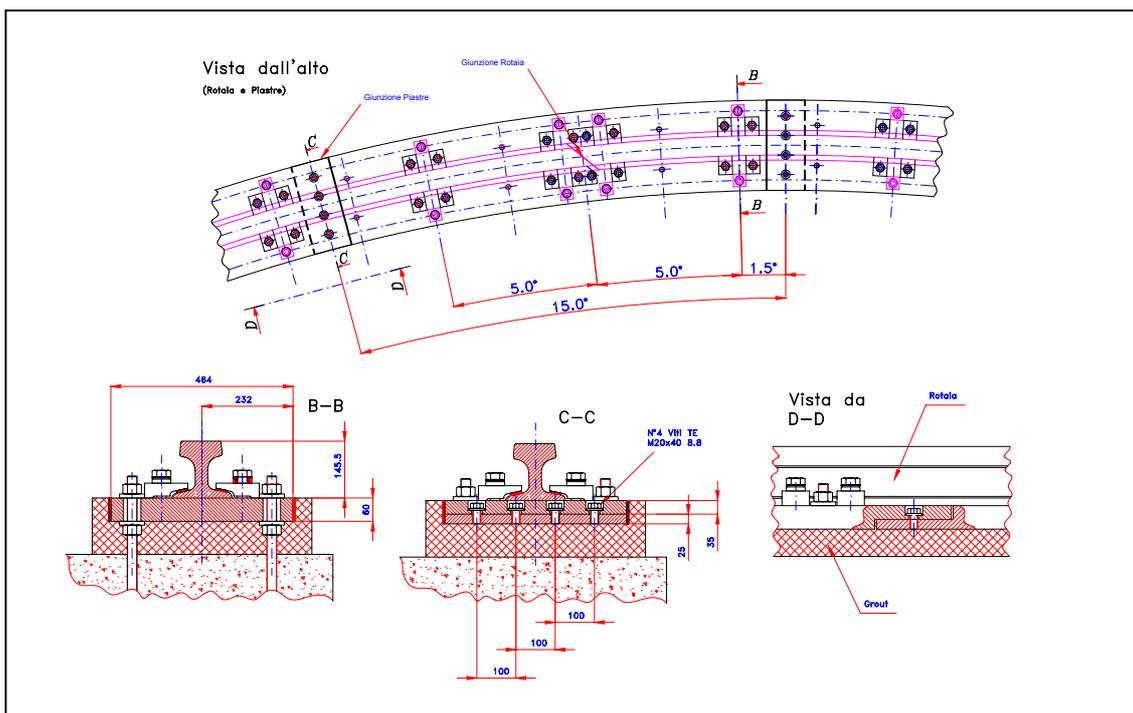 Vista dall'alto
(Rotaia e Piastre)
Giunzione Rotaia
Giunzione Piastre
B
C
C
B
D
D
5.0°
5.0°
1.5°
15.0°
464
232
B-B
145.5
60
C-C
N°4 Viti TE
M20x40 8.8
25
35
100
100
100
Vista da
D-D
Rotaia
Grout